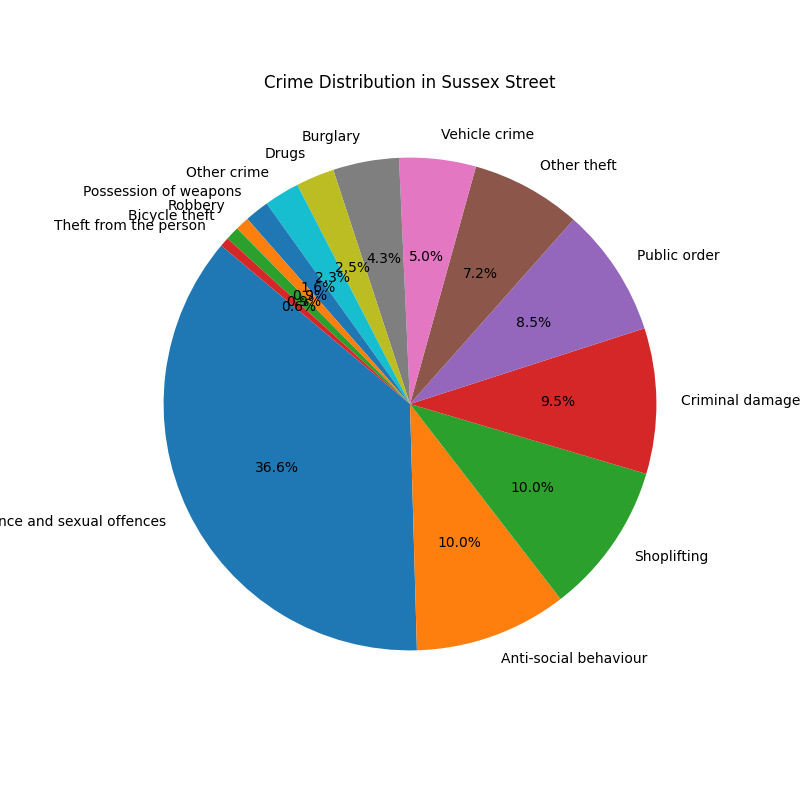 Crime Distribution in Sussex Street
Vehicle crime
Burglary
Drugs
Other crime
Possession of weapons
Robbery
Bicycle theft
Theft from the person
Other theft
Public order
Criminal damage
Shoplifting
Anti-social behaviour
and sexual offences
5.0%
4.3%
2.5%
2.3%
1.6%
0.9%
0.6%
7.2%
8.5%
9.5%
10.0%
10.0%
36.6%